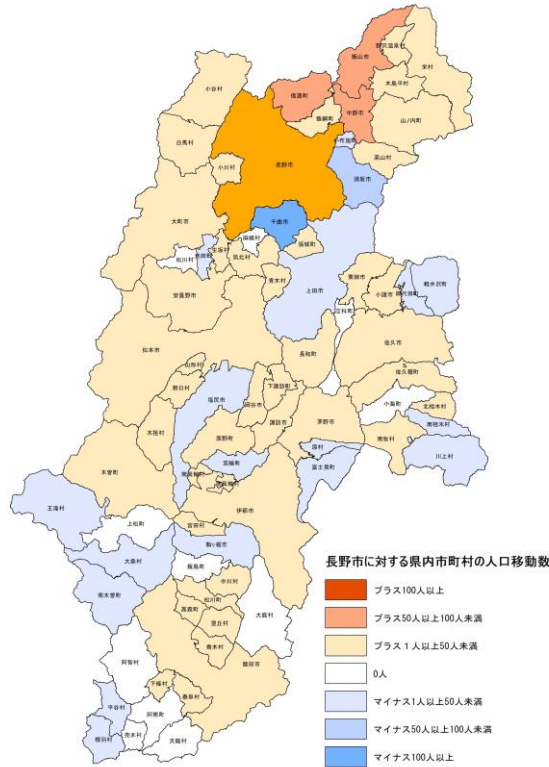 野沢温泉村
飯山市
栄村
小谷村
木島平村
信濃町
中野市
飯綱町
山ノ内町
白馬村
小布施町
長野市
高山村
小川村
須坂市
大町市
千曲市
生坂村
麻績村
坂城町
筑北村
松川村
池田町
上田市
青木村
東御市
小諸市
御代田町
軽井沢町
安曇野市
立科町
松本市
長和町
佐久市
山形村
下諏訪町
佐久穂町
朝日村
塩尻市
岡谷市
小海町
北相木村
茅野市
木祖村
諏訪市
南相木村
辰野町
南牧村
原村
川上村
木曽町
箕輪町
富士見町
南箕輪村
王滝村
伊那市
上松町
宮田村
駒ヶ根市
大桑村
飯島町
中川村
南木曽町
松川町
高森町
大鹿村
豊丘村
喬木村
阿智村
飯田市
下條村
泰阜村
平谷村
阿南町
売木村
根羽村
天龍村
長野市に対する県内市町村の人口移動数
プラス100人以上
プラス50人以上100人未満
プラス1人以上50人未満
0人
マイナス1人以上50人未満
マイナス50人以上100人未満
マイナス100人以上